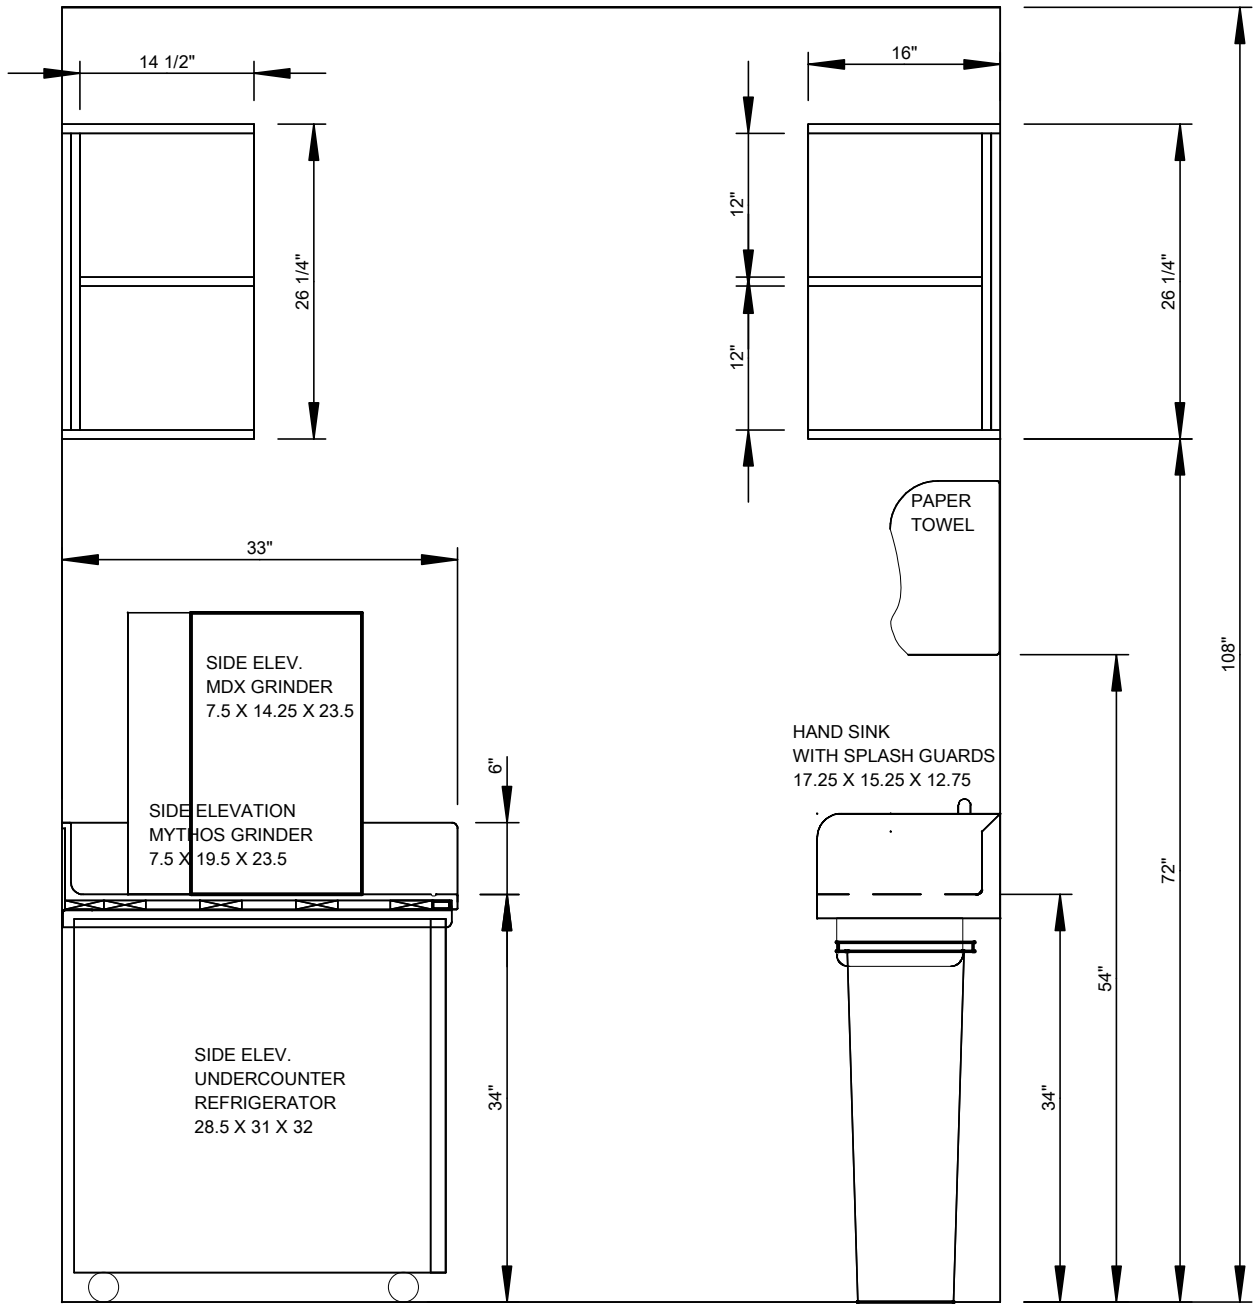 14 1/2"
16"
12"
26 1/4"
26 1/4"
12"
PAPER
TOWEL
33"
108"
SIDE ELEV.
MDX GRINDER
7.5 X 14.25 X 23.5
HAND SINK
WITH SPLASH GUARDS
17.25 X 15.25 X 12.75
6"
SIDE ELEVATION
MYTHOS GRINDER
7.5 X 19.5 X 23.5
72"
54"
SIDE ELEV.
UNDERCOUNTER
REFRIGERATOR
28.5 X 31 X 32
34"
34"